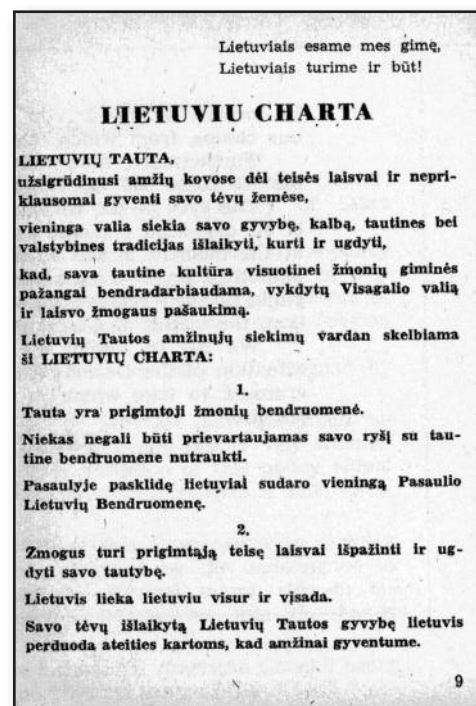 Lietuviais esame mes gimę,
Lietuviais turime ir būt!
LIETUVIU CHARTA
LIETUVIŲ TAUTA,
užsigrūdinusi amžių kovose dėl teisės laisvai ir nepri-
klausomai gyventi savo tėvų žemėse,
vieninga valia siekia savo gyvybę, kalbą, tautines bei
valstybines tradicijas išlaikyti, kurti ir ugdyti,
kad, sava tautine kultūra visuotinei žmonių giminės
pažangai bendradarbiaudama, vykdytų Visagalio valią
ir laisvo žmogaus pašaukimą.
Lietuvių Tautos amžinųjų siekimų vardan skelbiama
ši LIETUVIŲ CHARTA:
1.
Tauta yra prigimtoji žmonių bendruomenė.
Niekas negali būti prievartaujamas savo ryšį su tau-
tine bendruomene nutraukti.
Pasaulyje pasklidę lietuviai sudaro vieningą Pasaulio
Lietuvių Bendruomenę.
2.
Zmogus turi prigimtąją teisę laisvai išpažinti ir ug-
dyti savo tautybę.
Lietuvis lieka lietuviu visur ir visada.
Savo tėvų išlaikytą Lietuvių Tautos gyvybę lietuvis
perduoda ateities kartoms, kad amžinai gyventume.
9